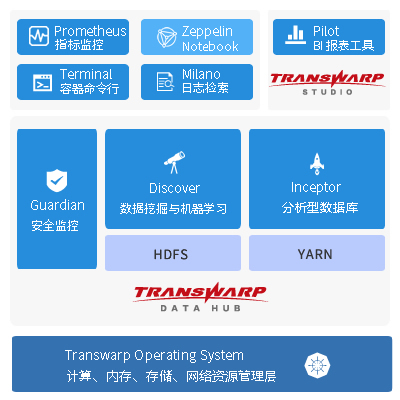 Prometheus
指标监控
Zeppelin
Notebook
Terminal
容器命令行
Milano
日志检索
Pilot
BI 报表工具
TRANSWARP
STUDIO
Guardian
安全监控
Discover
数据挖掘与机器学习
Inceptor
分析型数据库
HDFS
YARN
TRANSWARP
DATA HUB
Transwarp Operating System
计算、内存、存储、网络资源管理层